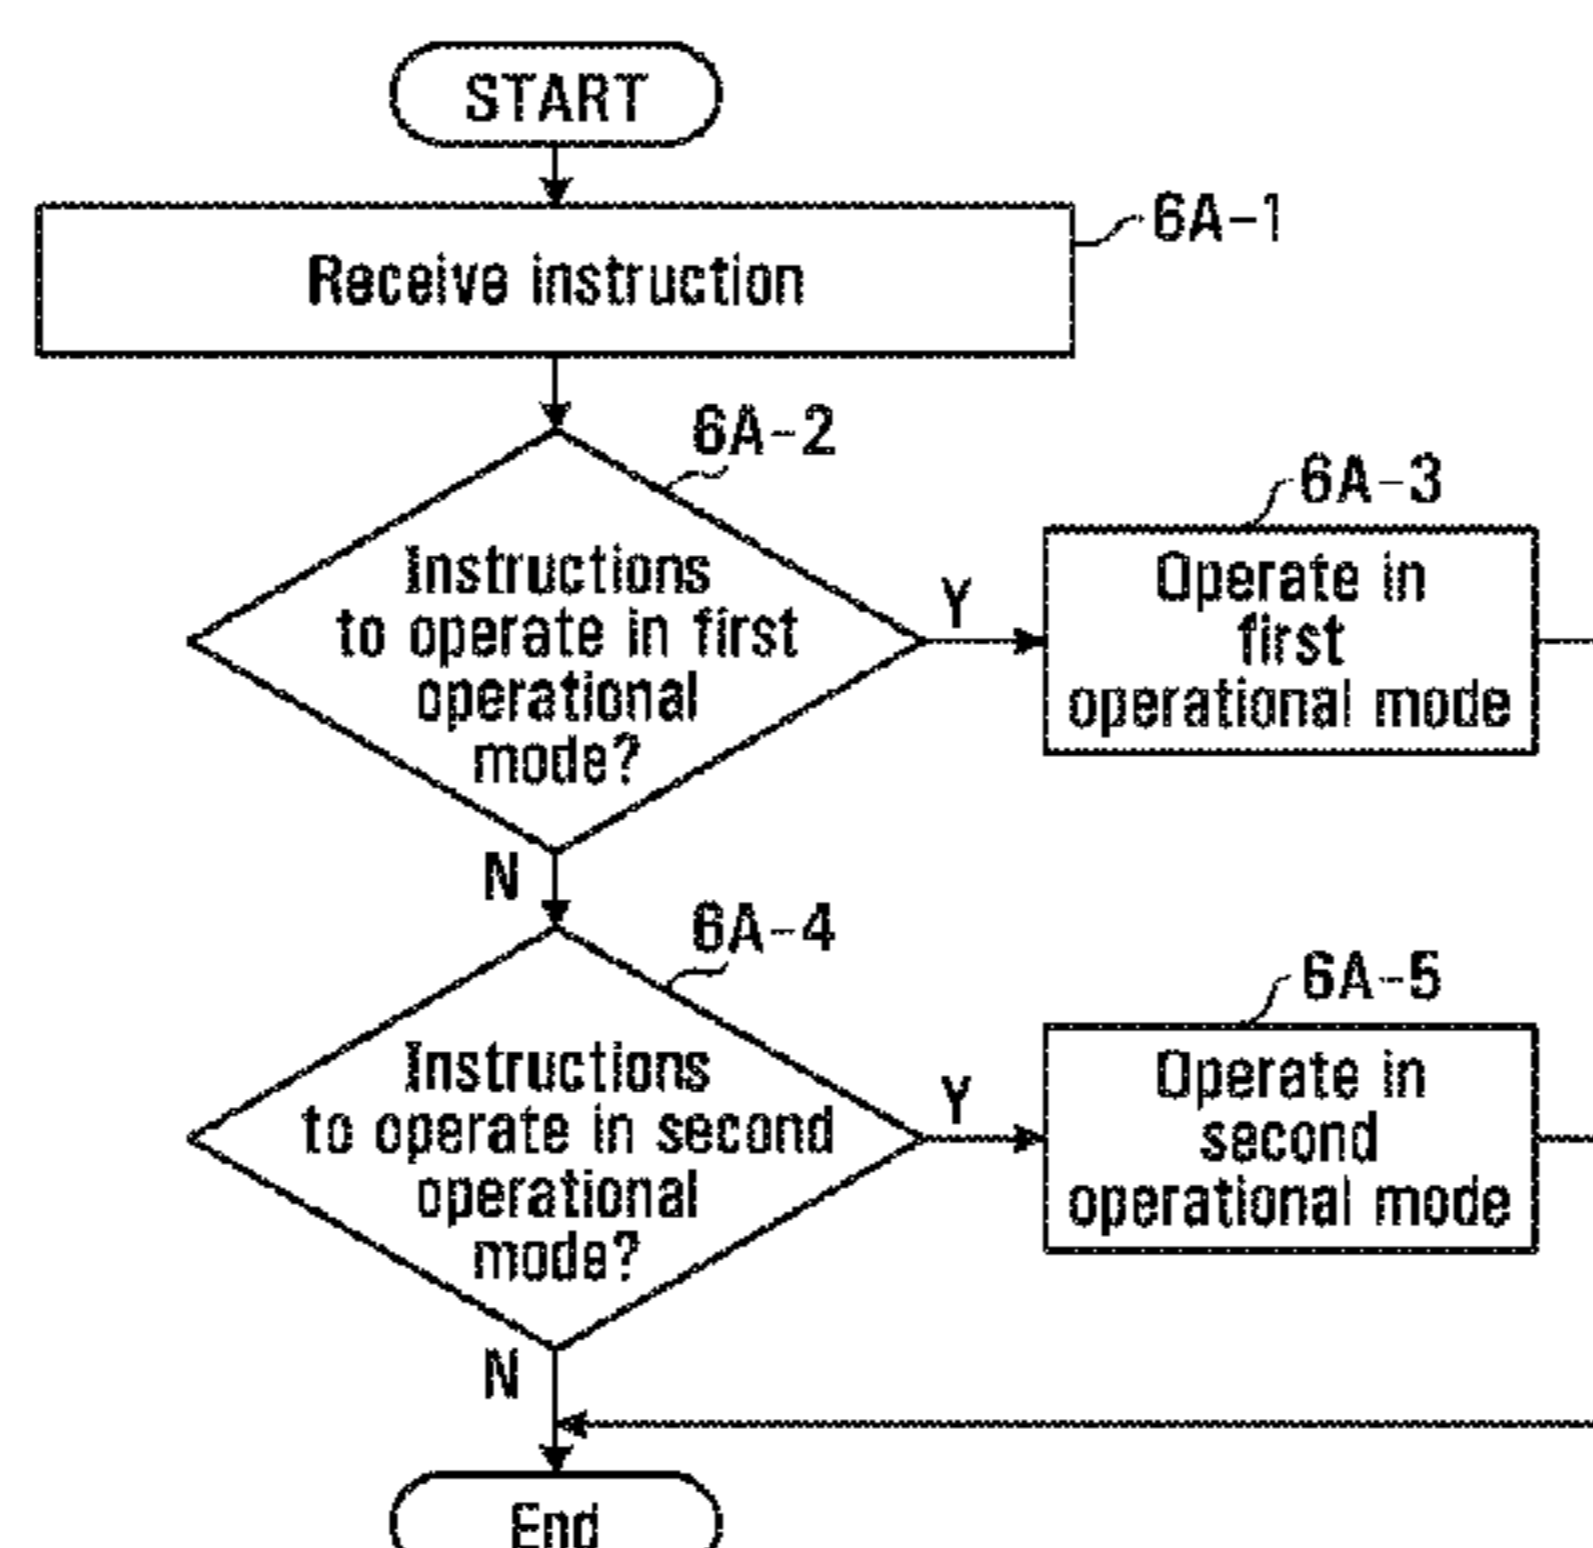 START
6A-1
Receive instruction
6A-2
Instructions
to operate in first
operational
mode?
Y
6A-3
Operate in
first
operational mode
N
6A-4
Instructions
to operate in second
operational
mode?
Y
6A-5
Operate in
second
operational mode
N
End